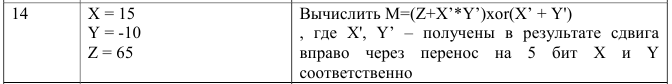 14
X = 15
Y = -10
Z = 65
Вычислить M=(Z+X’*Y’)xor(X’ + Y')
, где X', Y’ – получены в результате сдвига
вправо через перенос на 5 бит X и Y
соответственно